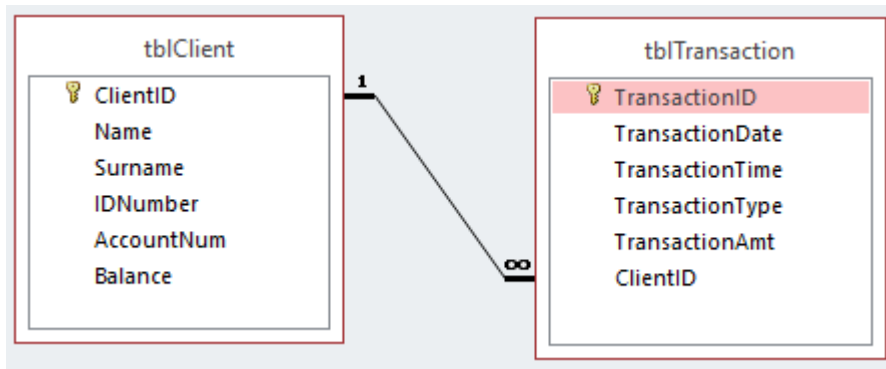 tblClient
ClientID
Name
Surname
IDNumber
AccountNum
Balance
1
∞
tblTransaction
TransactionID
TransactionDate
TransactionTime
TransactionType
TransactionAmt
ClientID